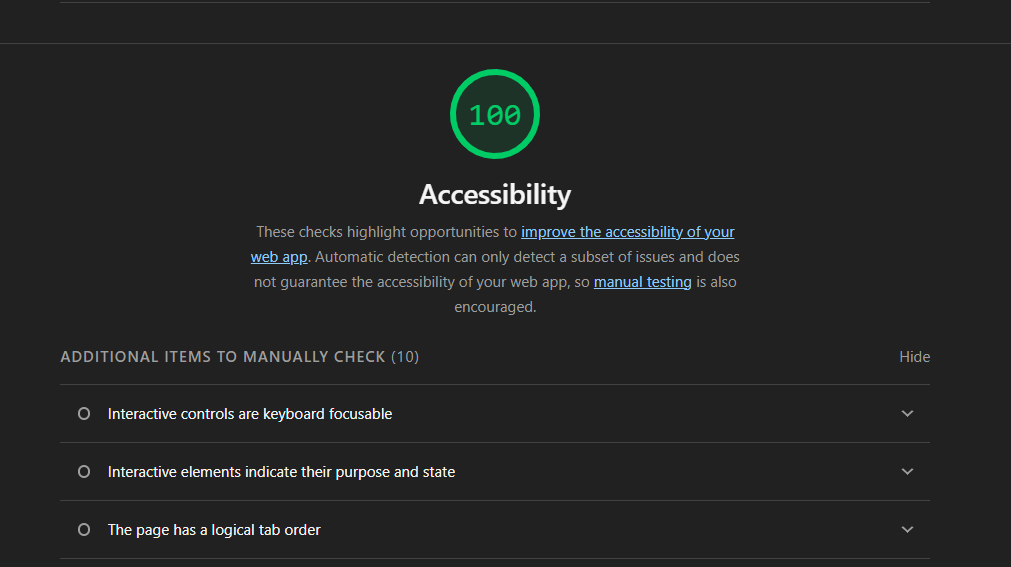 100
Accessibility
These checks highlight opportunities to improve the accessibility of your
web app. Automatic detection can only detect a subset of issues and does
not guarantee the accessibility of your web app, so manual testing is also
encouraged.
ADDITIONAL ITEMS TO MANUALLY CHECK (10) Hide
Interactive controls are keyboard focusable
Interactive elements indicate their purpose and state
The page has a logical tab order